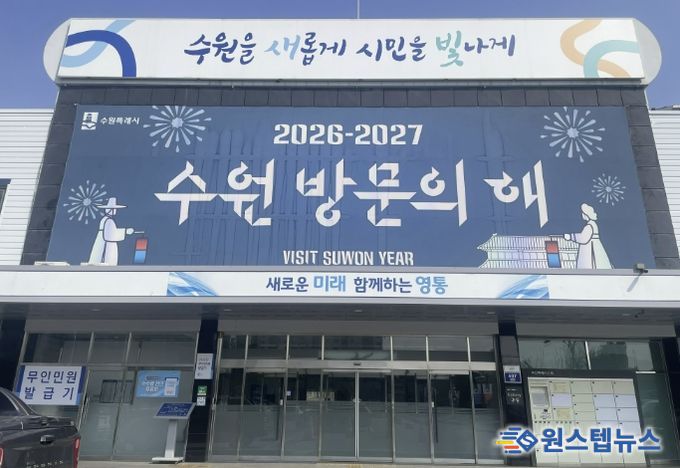 수원을 새롭게 시민을 빛나게
수원특례시
2026-2027
수원 방문의 해
VISIT SUWON YEAR
새로운 미래 함께하는 영통
무인민원
발급기
원스텝뉴스